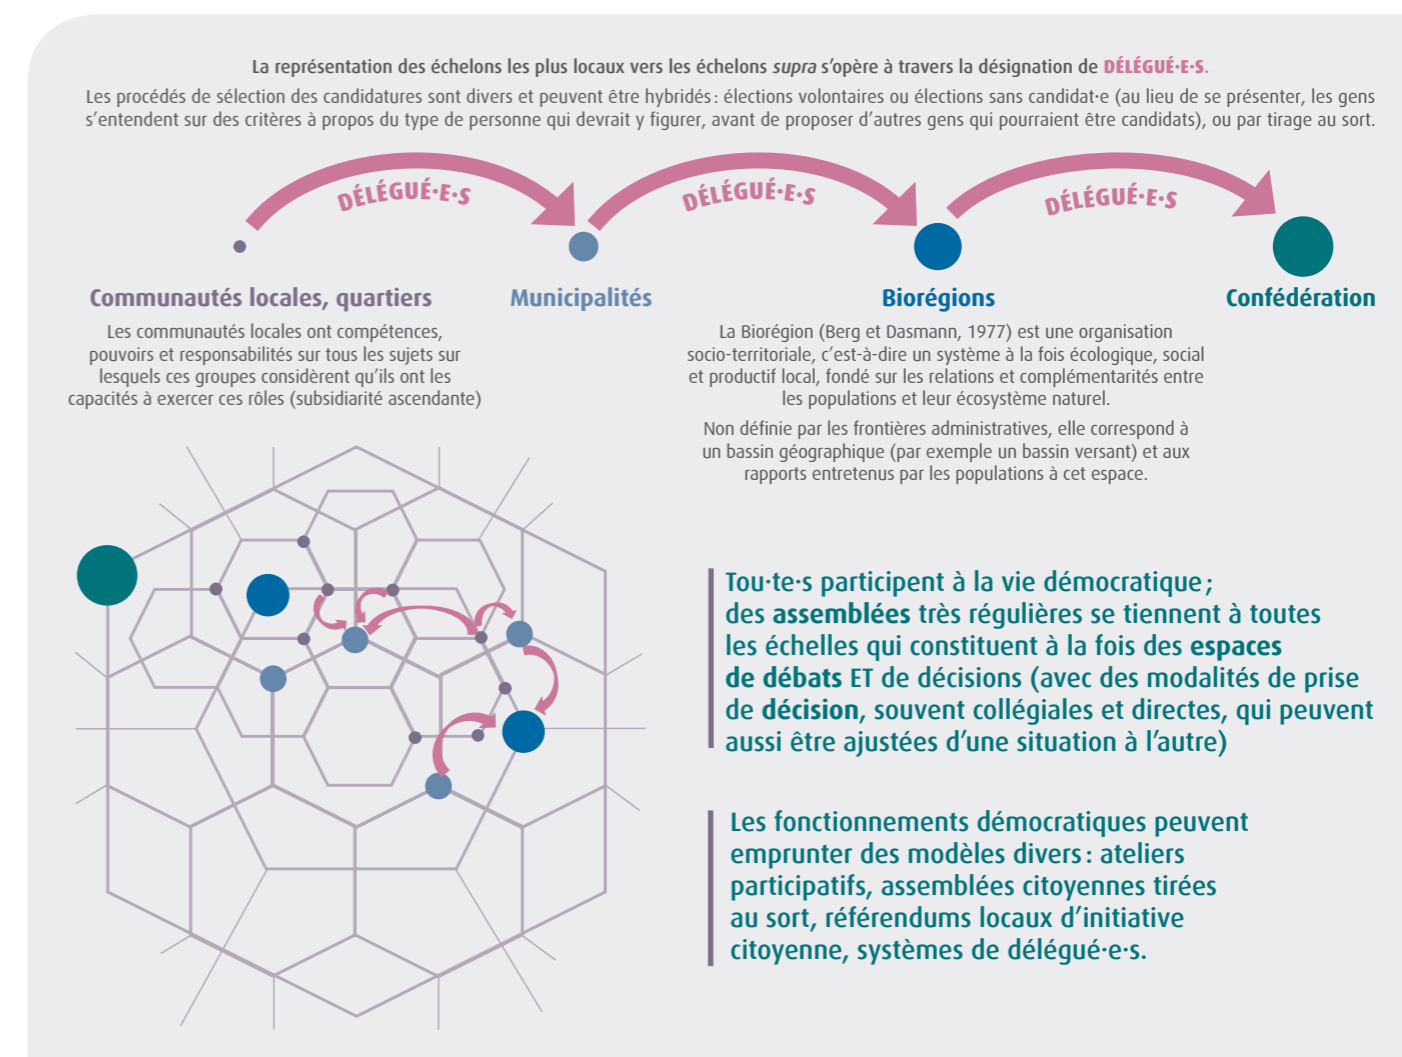 La représentation des échelons les plus locaux vers les échelons supra s’opère à travers la désignation de DÉLÉGUÉ·E·S.
Les procédés de sélection des candidatures sont divers et peuvent être hybridés : élections volontaires ou élections sans candidat·e (au lieu de se présenter, les gens
s’entendent sur des critères à propos du type de personne qui devrait y figurer, avant de proposer d’autres gens qui pourraient être candidats), ou par tirage au sort.
DÉLÉGUÉ·E·S
DÉLÉGUÉ·E·S
DÉLÉGUÉ·E·S
Communautés locales, quartiers
Les communautés locales ont compétences,
pouvoirs et responsabilités sur tous les sujets sur
lesquels ces groupes considèrent qu’ils ont les
capacités à exercer ces rôles (subsidiarité ascendante)
Municipalités
Biorégions
La Biorégion (Berg et Dasmann, 1977) est une organisation
socio-territoriale, c’est-à-dire un système à la fois écologique, social
et productif local, fondé sur les relations et complémentarités entre
les populations et leur écosystème naturel.
Non définie par les frontières administratives, elle correspond à
un bassin géographique (par exemple un bassin versant) et aux
rapports entretenus par les populations à cet espace.
Confédération
Tou·te·s participent à la vie démocratique ;
des assemblées très régulières se tiennent à toutes
les échelles qui constituent à la fois des espaces
de débats ET de décisions (avec des modalités de prise
de décision, souvent collégiales et directes, qui peuvent
aussi être ajustées d’une situation à l’autre)
Les fonctionnements démocratiques peuvent
emprunter des modèles divers : ateliers
participatifs, assemblées citoyennes tirées
au sort, référendums locaux d’initiative
citoyenne, systèmes de délégué·e·s.